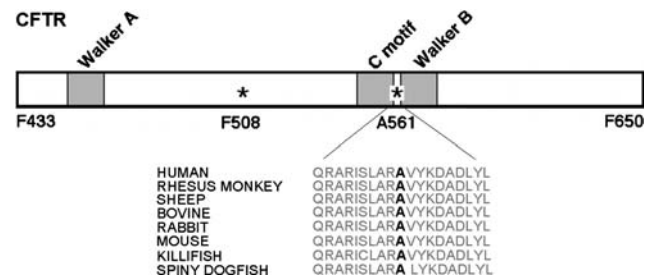 CFTR
Walker A
C motif
Walker B
* *
F433 F508 A561 F650
HUMAN QRARISLARAVYKDADLYL
RHESUS MONKEY QRARISLARAVYKDADLYL
SHEEP QRARISLARAVYKDADLYL
BOVINE QRARISLARAVYKDADLYL
RABBIT QRARISLARAVYKDADLYL
MOUSE QRARISLARAVYKDADLYL
KILLIFISH QRARICLARAVYKDADLYL
SPINY DOGFISH QRARISLARA LYKDADLYL